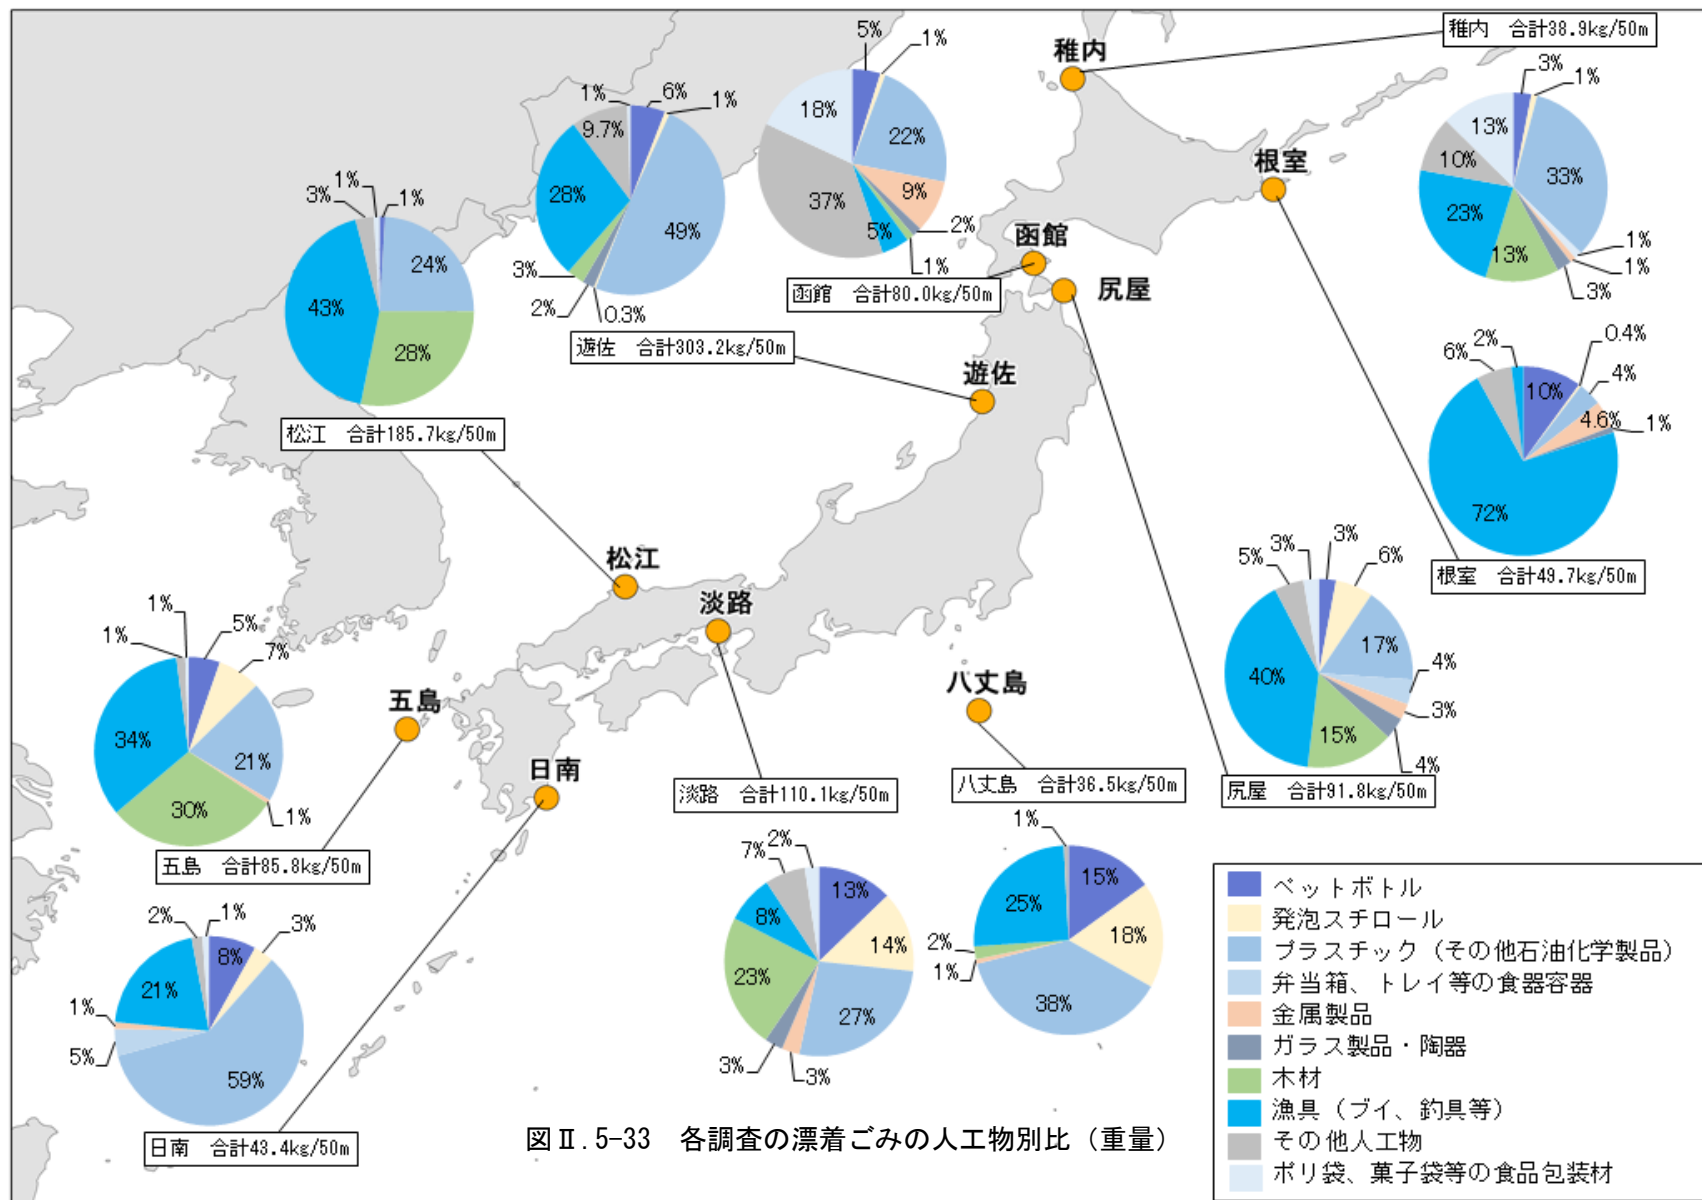 稚内　合計38.9kg/50m
3%
1%
33%
1%
1%
3%
13%
23%
10%
13%
稚内
根室
函館
尻屋
遊佐
松江
淡路
八丈島
五島
日南
5%
1%
22%
9%
2%
1%
5%
37%
18%
函館　合計80.0kg/50m
1%
6%
1%
49%
0.3%
2%
3%
28%
9.7%
遊佐　合計303.2kg/50m
1%
1%
24%
28%
43%
3%
松江　合計185.7kg/50m
2%
10%
0.4%
4%
4.6%
1%
72%
6%
根室　合計49.7kg/50m
3%
3%
6%
17%
4%
3%
4%
15%
40%
5%
尻屋　合計91.8kg/50m
1%
5%
7%
21%
1%
30%
34%
1%
五島　合計85.8kg/50m
1%
3%
8%
59%
5%
1%
21%
2%
日南　合計43.4kg/50m
淡路　合計110.1kg/50m
2%
13%
14%
27%
3%
3%
23%
8%
7%
八丈島　合計36.5kg/50m
1%
15%
18%
38%
1%
2%
25%
ペットボトル
発泡スチロール
プラスチック（その他石油化学製品）
弁当箱、トレイ等の食器容器
金属製品
ガラス製品・陶器
木材
漁具（ブイ、釣具等）
その他人工物
ポリ袋、菓子袋等の食品包装材
図Ⅱ.5-33　各調査の漂着ごみの人工物別比（重量）